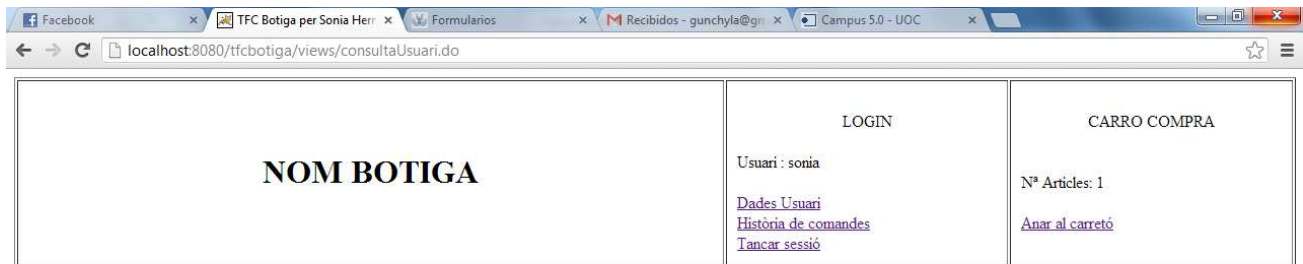 Facebook
TFC Botiga per Sonia Herr
Formularios
Recibidos - gunchyla@gm
Campus 5.0 - UOC
localhost:8080/tfcbotiga/views/consultaUsuari.do
NOM BOTIGA
LOGIN
Usuari : sonia
Dades Usuari
Història de comandes
Tancar sessió
CARRO COMPRA
Nª Articles: 1
Anar al carretó